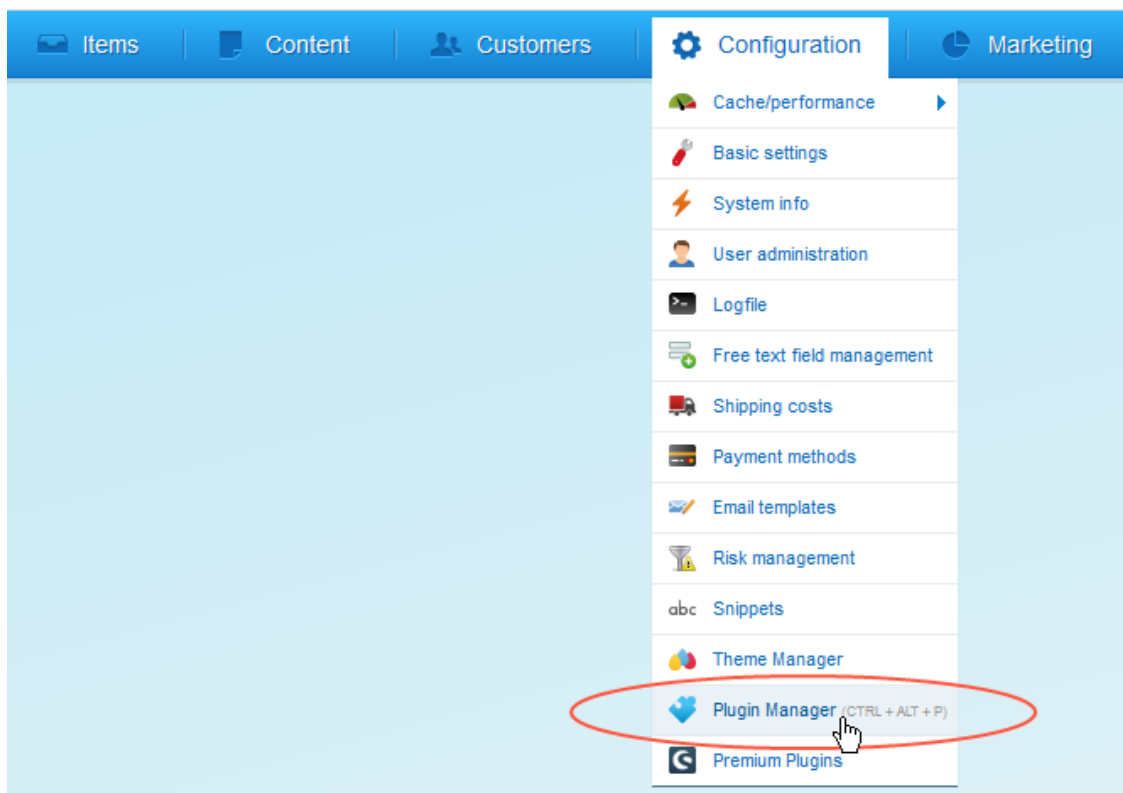 Items Content Customers Configuration Marketing
Cache/performance
Basic settings
System info
User administration
Logfile
Free text field management
Shipping costs
Payment methods
Email templates
Risk management
abc Snippets
Theme Manager
Plugin Manager (CTRL + ALT + P)
Premium Plugins